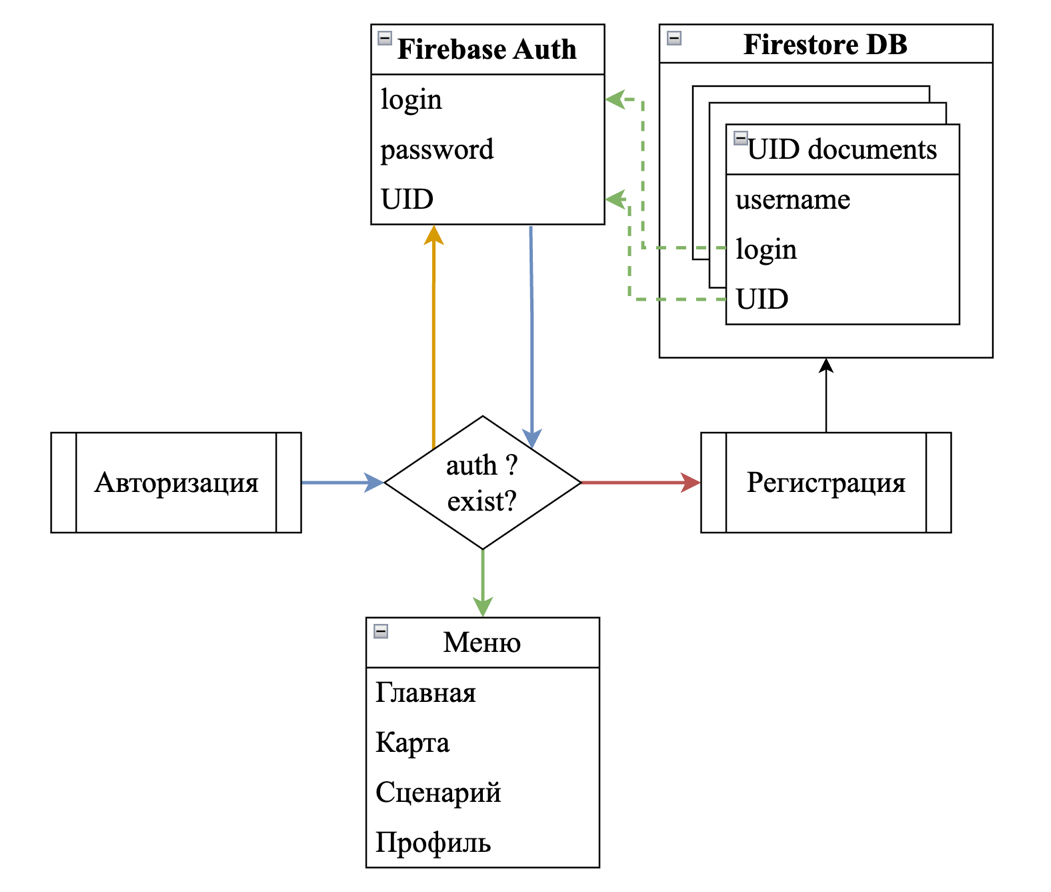 Firebase Auth
login
password
UID
Firestore DB
UID documents
username
login
UID
Авторизация
auth ?
exist?
Регистрация
Меню
Главная
Карта
Сценарий
Профиль